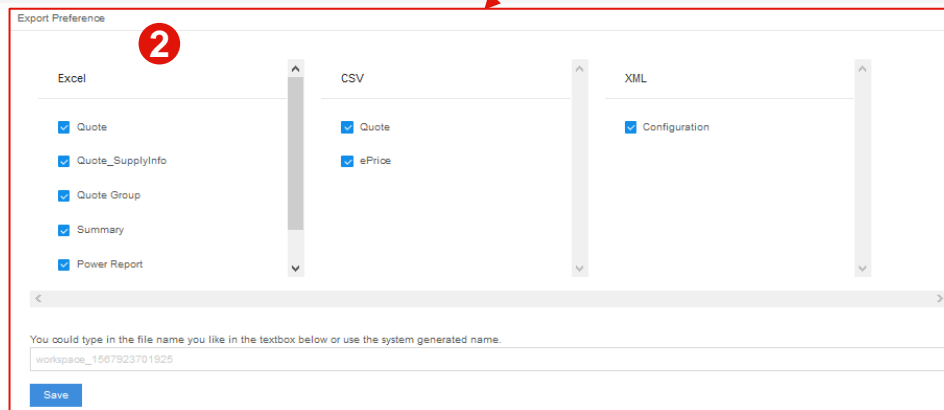 Export Preference
2
Excel
CSV
XML
Quote
Quote
Configuration
Quote_SupplyInfo
ePrice
Quote Group
Summary
Power Report
You could type in the file name you like in the textbox below or use the system generated name.
workspace_1567923701925
Save